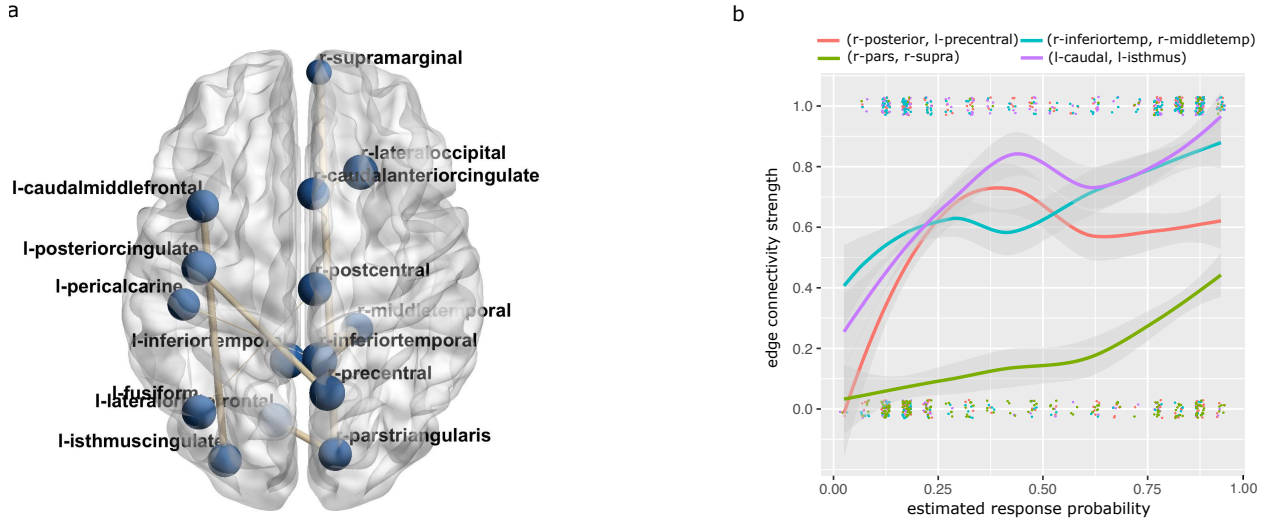 a
r-supramarginal
r-lateraloccipital
l-caudalmiddlefrontal
r-caudalanteriorcingulate
l-posteriorcingulate
r-postcentral
l-pericalcarine
r-middletemporal
l-inferiortemporal
r-inferiortemporal
r-precentral
l-fusiform
l-lateralorbitofrontal
l-isthmuscingulate
r-parstriangularis
b
(r-posterior, l-precentral)
(r-inferiortemp, r-middletemp)
(r-pars, r-supra)
(l-caudal, l-isthmus)
edge connectivity strength
1.0
0.8
0.6
0.4
0.2
0.0
0.00
0.25
0.50
0.75
1.00
estimated response probability